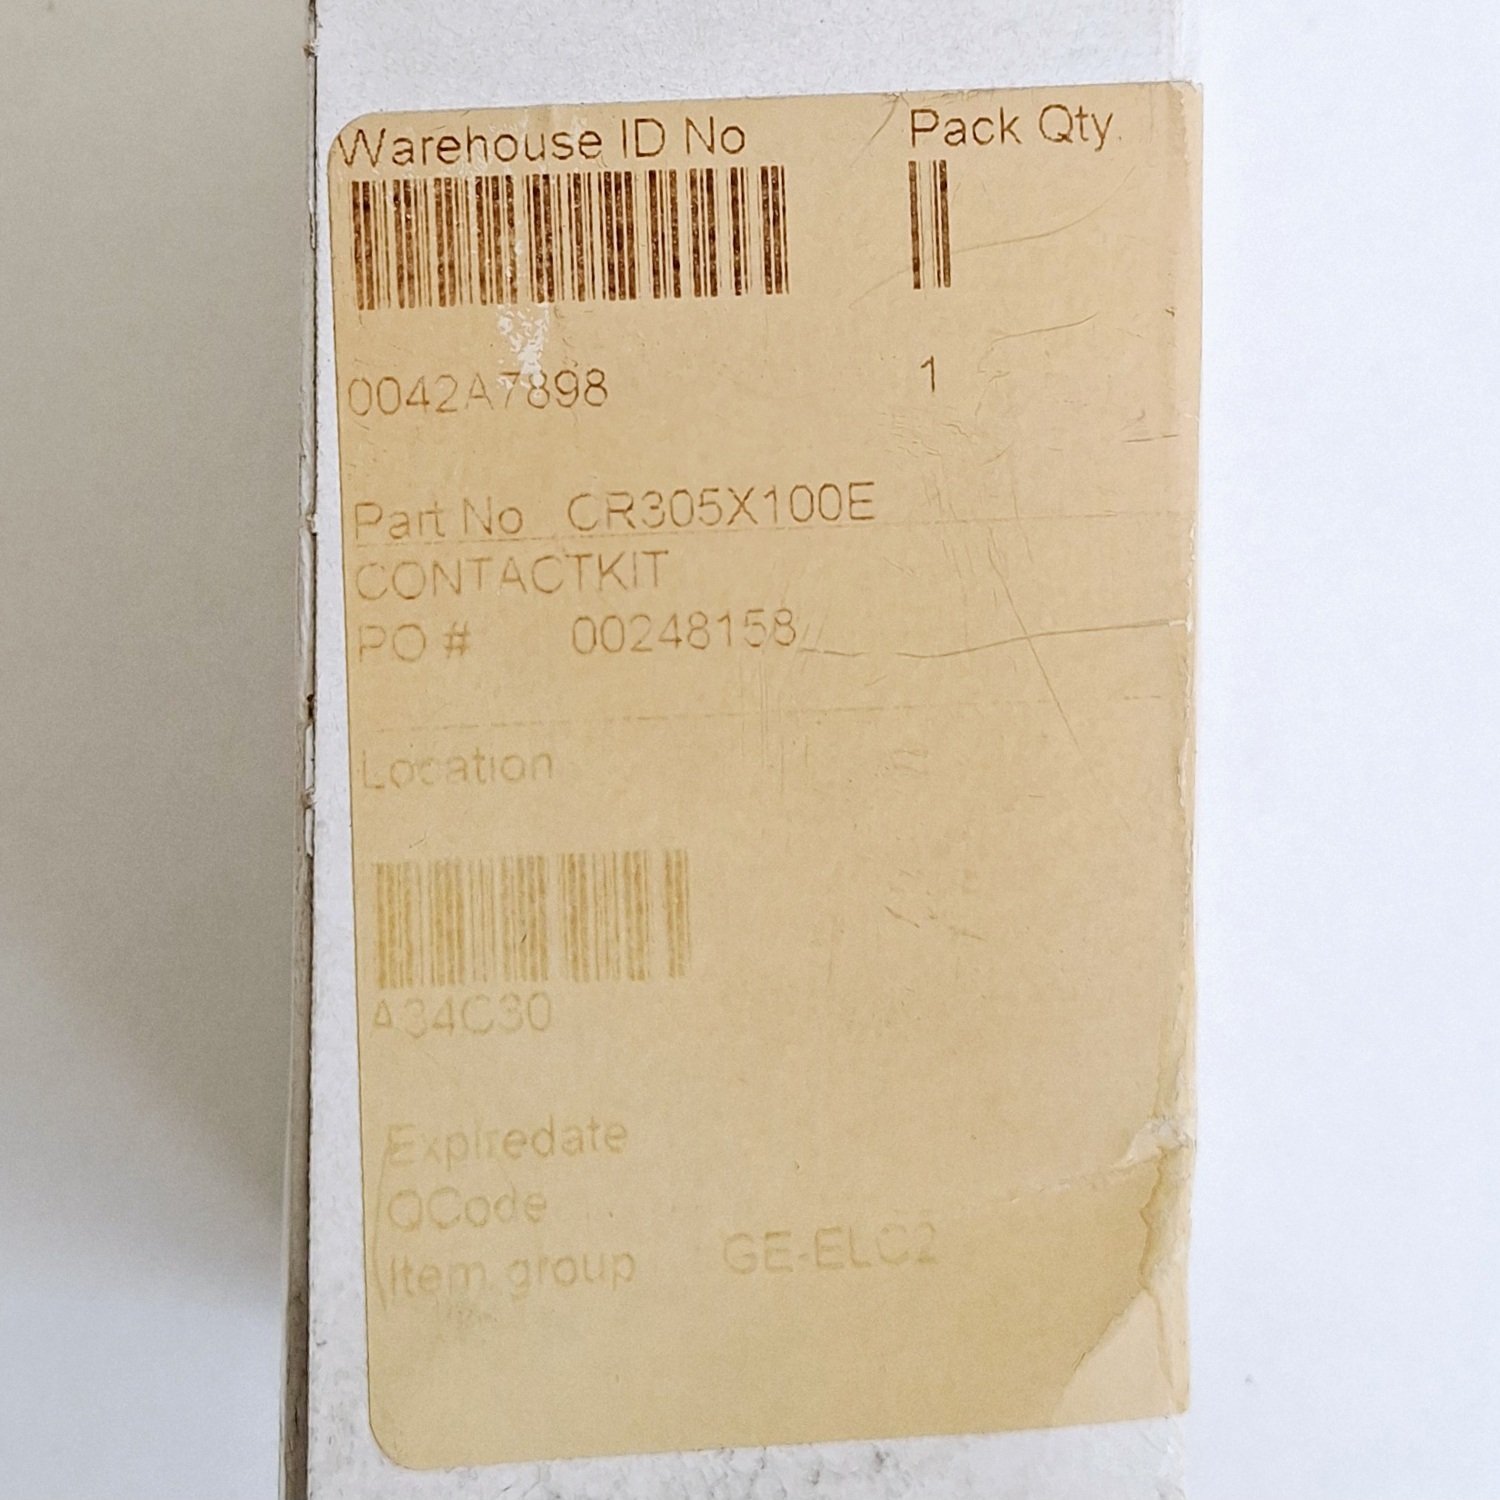 Warehouse ID No Pack Qty.
0042A7898 1
Part No CR305X100E
CONTACTKIT
PO # 00248158
Location
A34C30
Expiredate
QCode
Item group GE-ELC2